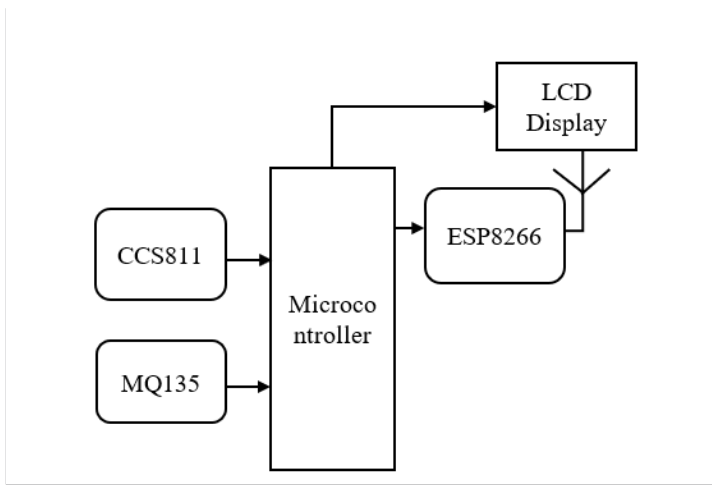 LCD
Display
CCS811
ESP8266
Microco
ntroller
MQ135